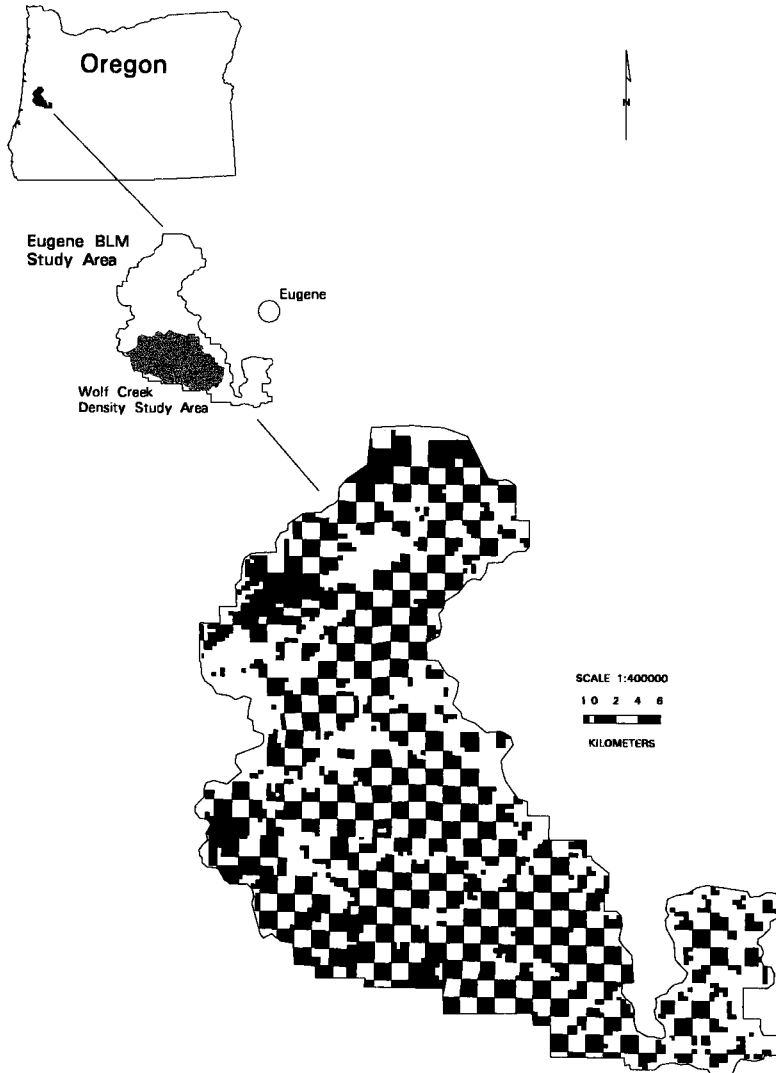 Oregon
N
Eugene BLM
Study Area
Eugene
Wolf Creek
Density Study Area
SCALE 1:400000
1 0 2 4 6
KILOMETERS